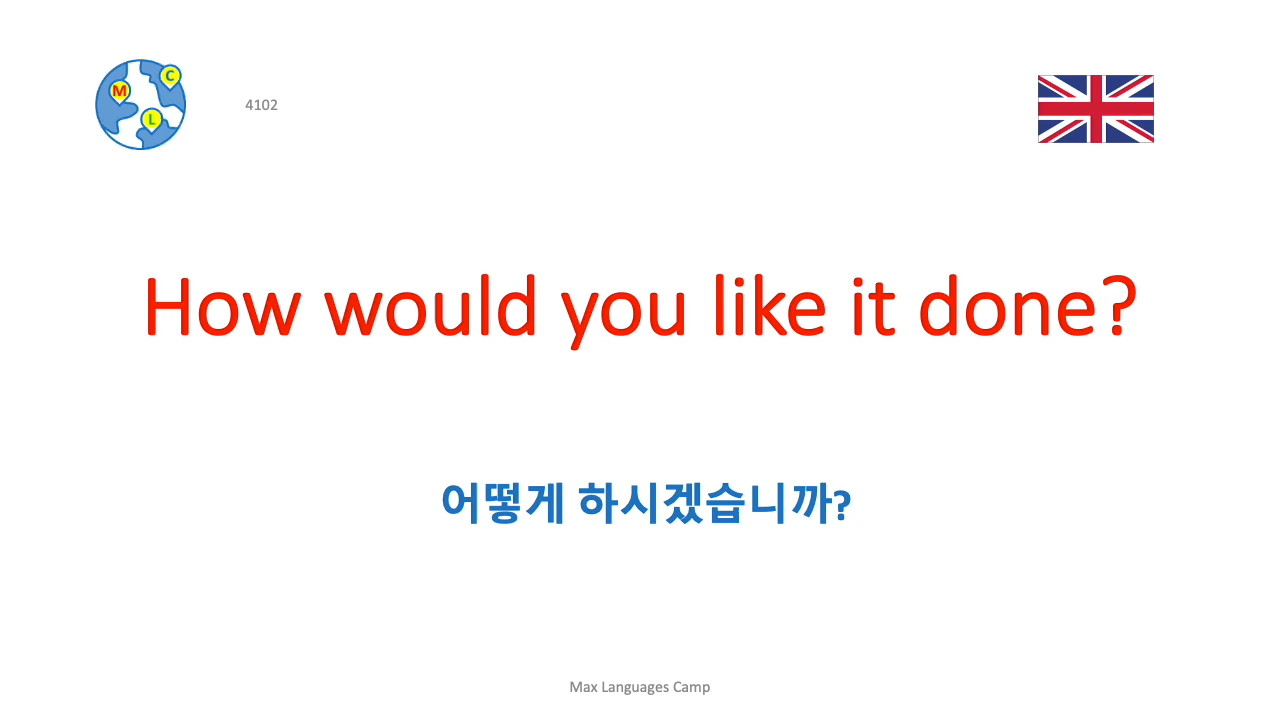 C
M
L
4102
How would you like it done?
어떻게 하시겠습니까?
Max Languages Camp